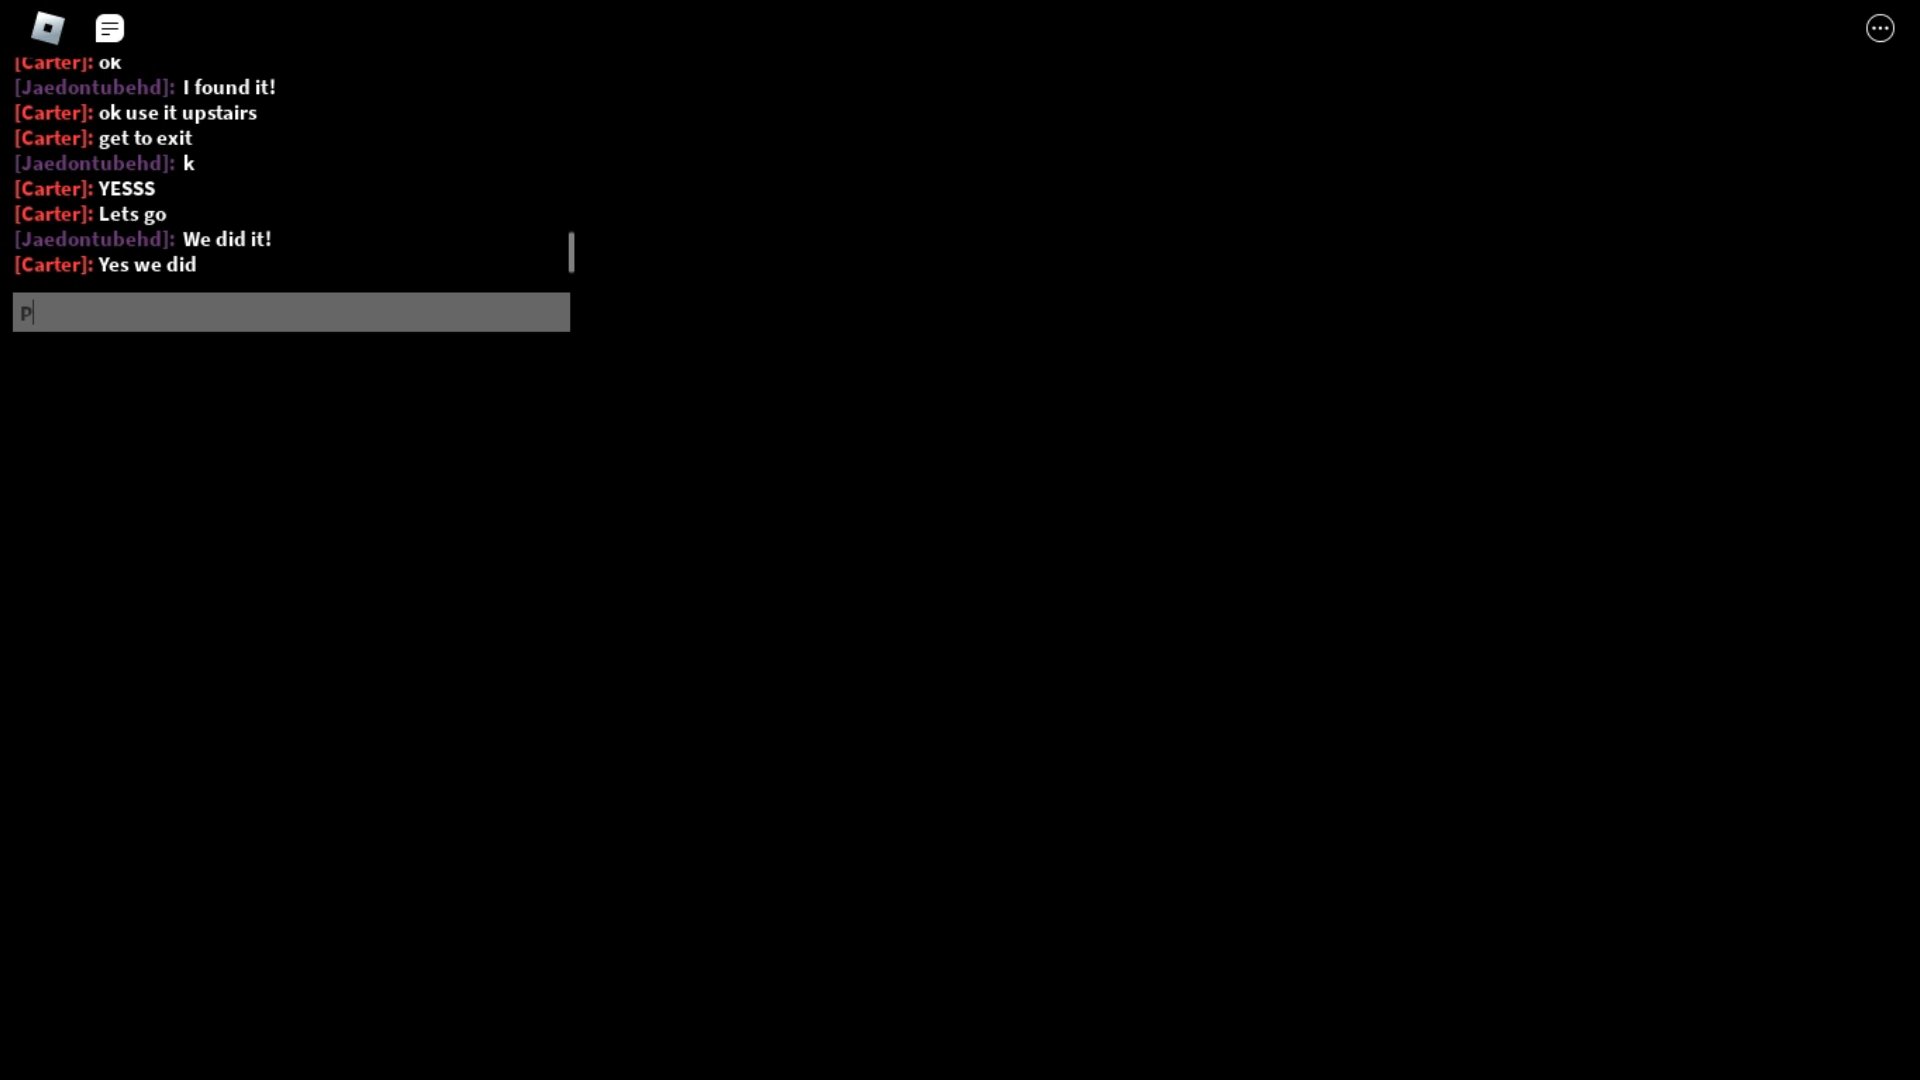 [Carter]: ok
[Jaedontubehd]: I found it!
[Carter]: ok use it upstairs
[Carter]: get to exit
[Jaedontubehd]: k
[Carter]: YESSS
[Carter]: Lets go
[Jaedontubehd]: We did it!
[Carter]: Yes we did
P